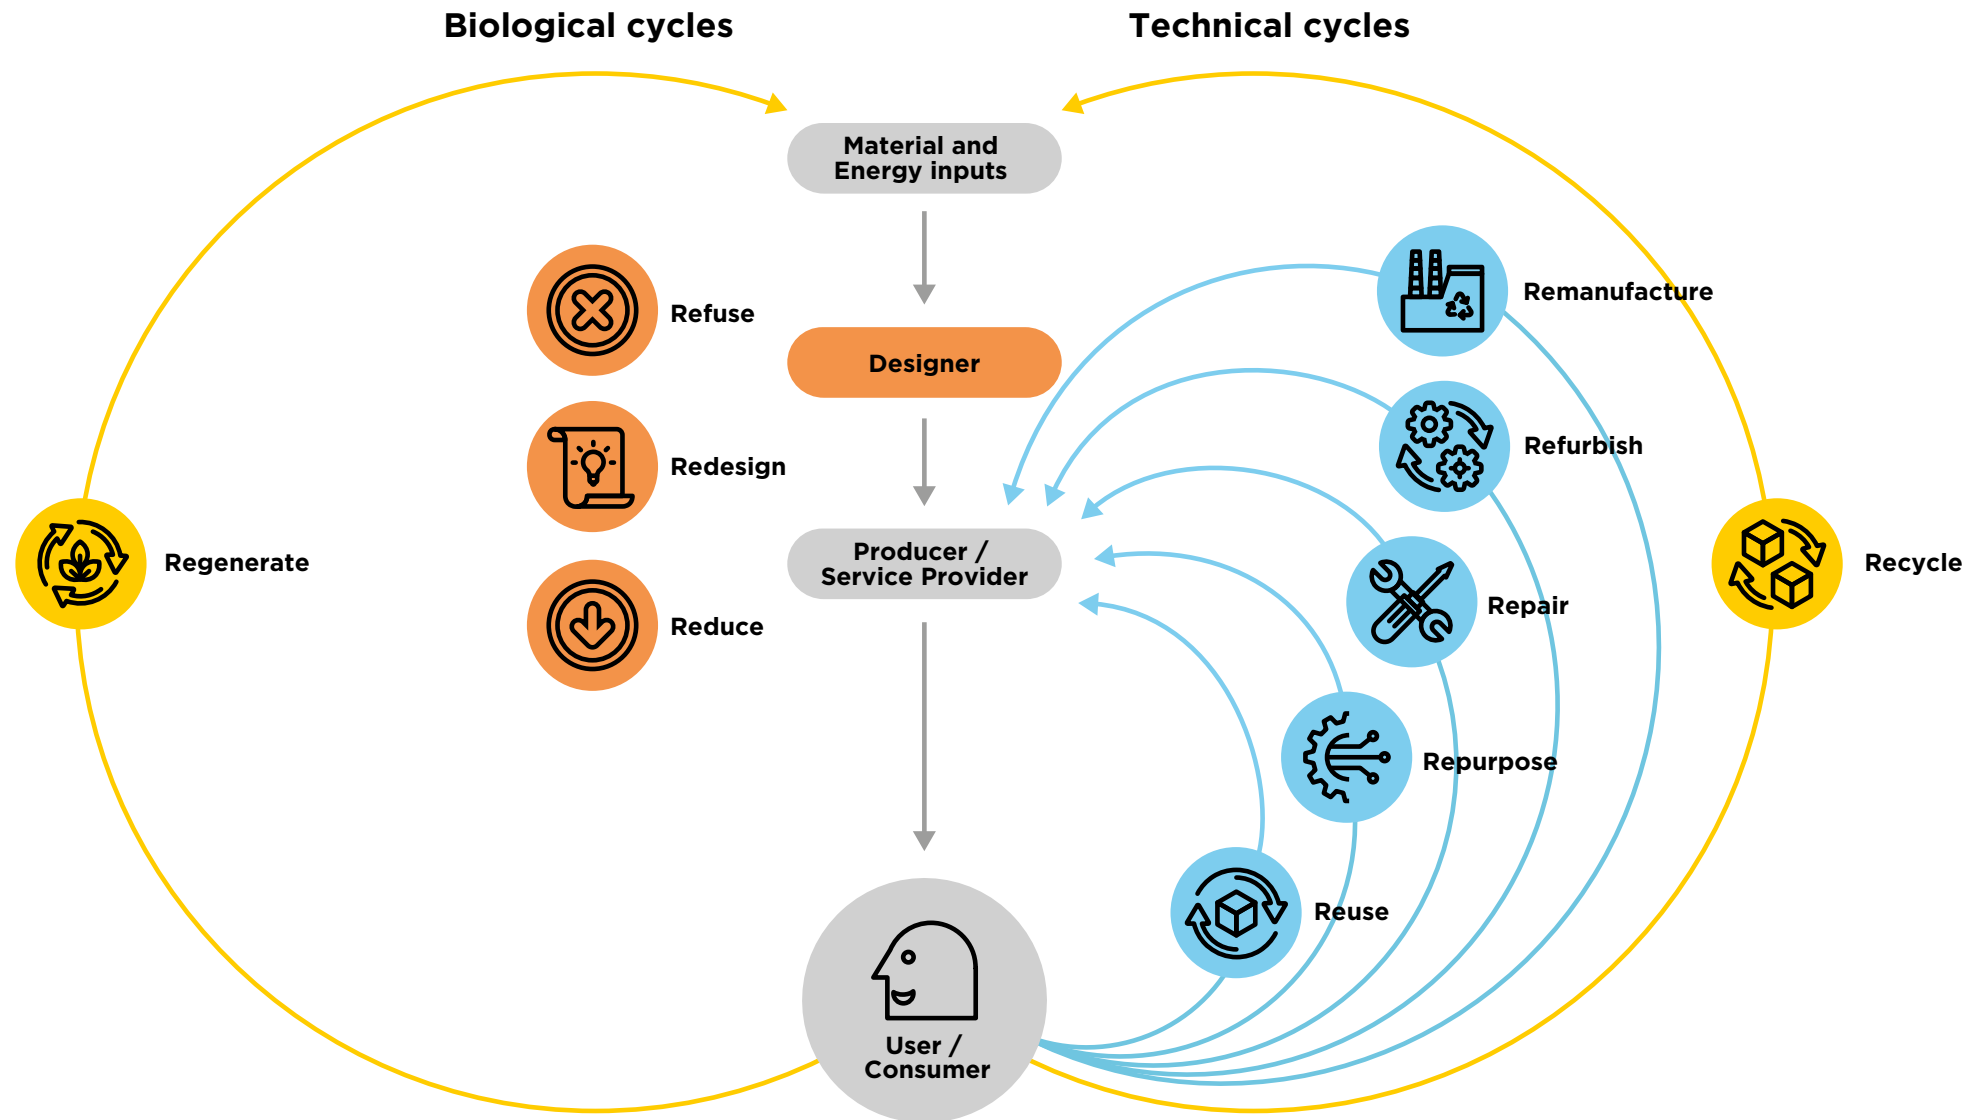 Biological cycles
Technical cycles
Material and
Energy inputs
Remanufacture
Refuse
Designer
Refurbish
Redesign
Producer /
Service Provider
Regenerate
Recycle
Repair
Reduce
Repurpose
Reuse
User /
Consumer